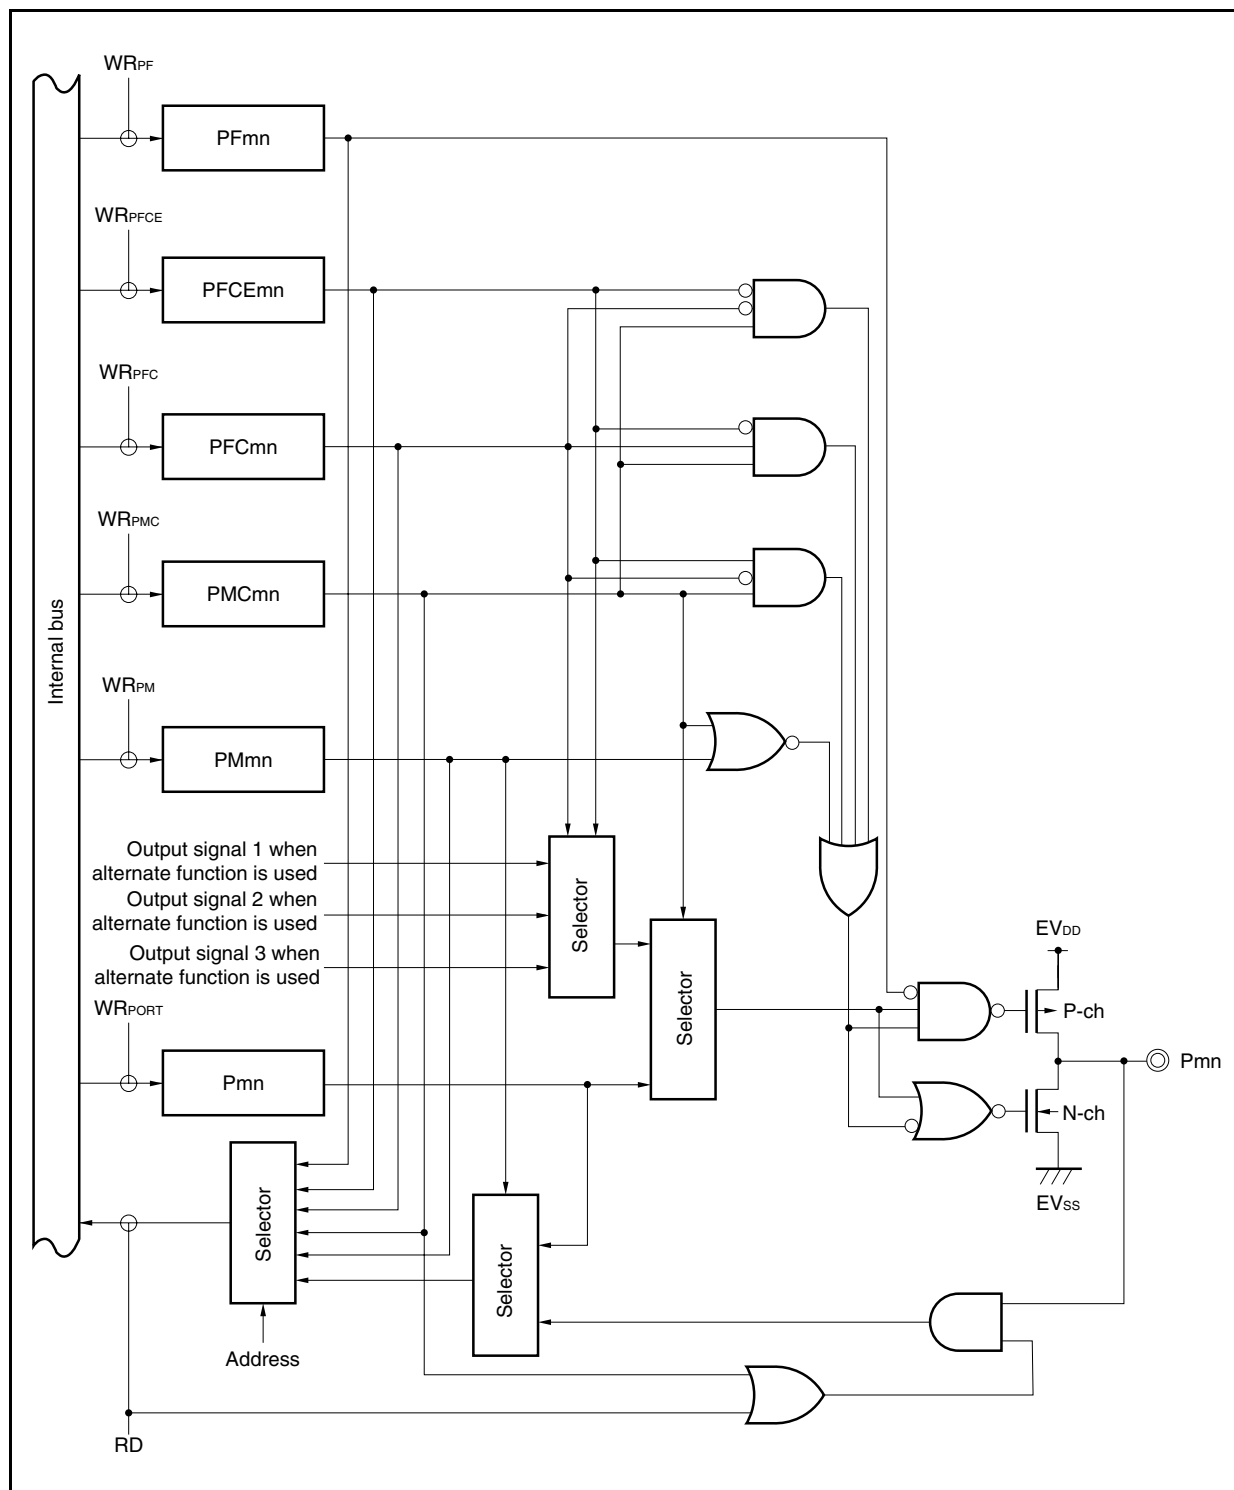 WRPF
PFmn
WRPFCE
PFCEmn
WRPFC
PFCmn
WRPMC
PMCmn
Internal bus
WRPM
PMmn
Output signal 1 when
alternate function is used
Output signal 2 when
alternate function is used
Output signal 3 when
alternate function is used
Selector
Selector
EVDD
P-ch
WRPORT
Pmn
Pmn
N-ch
EVSS
Selector
Selector
Address
RD